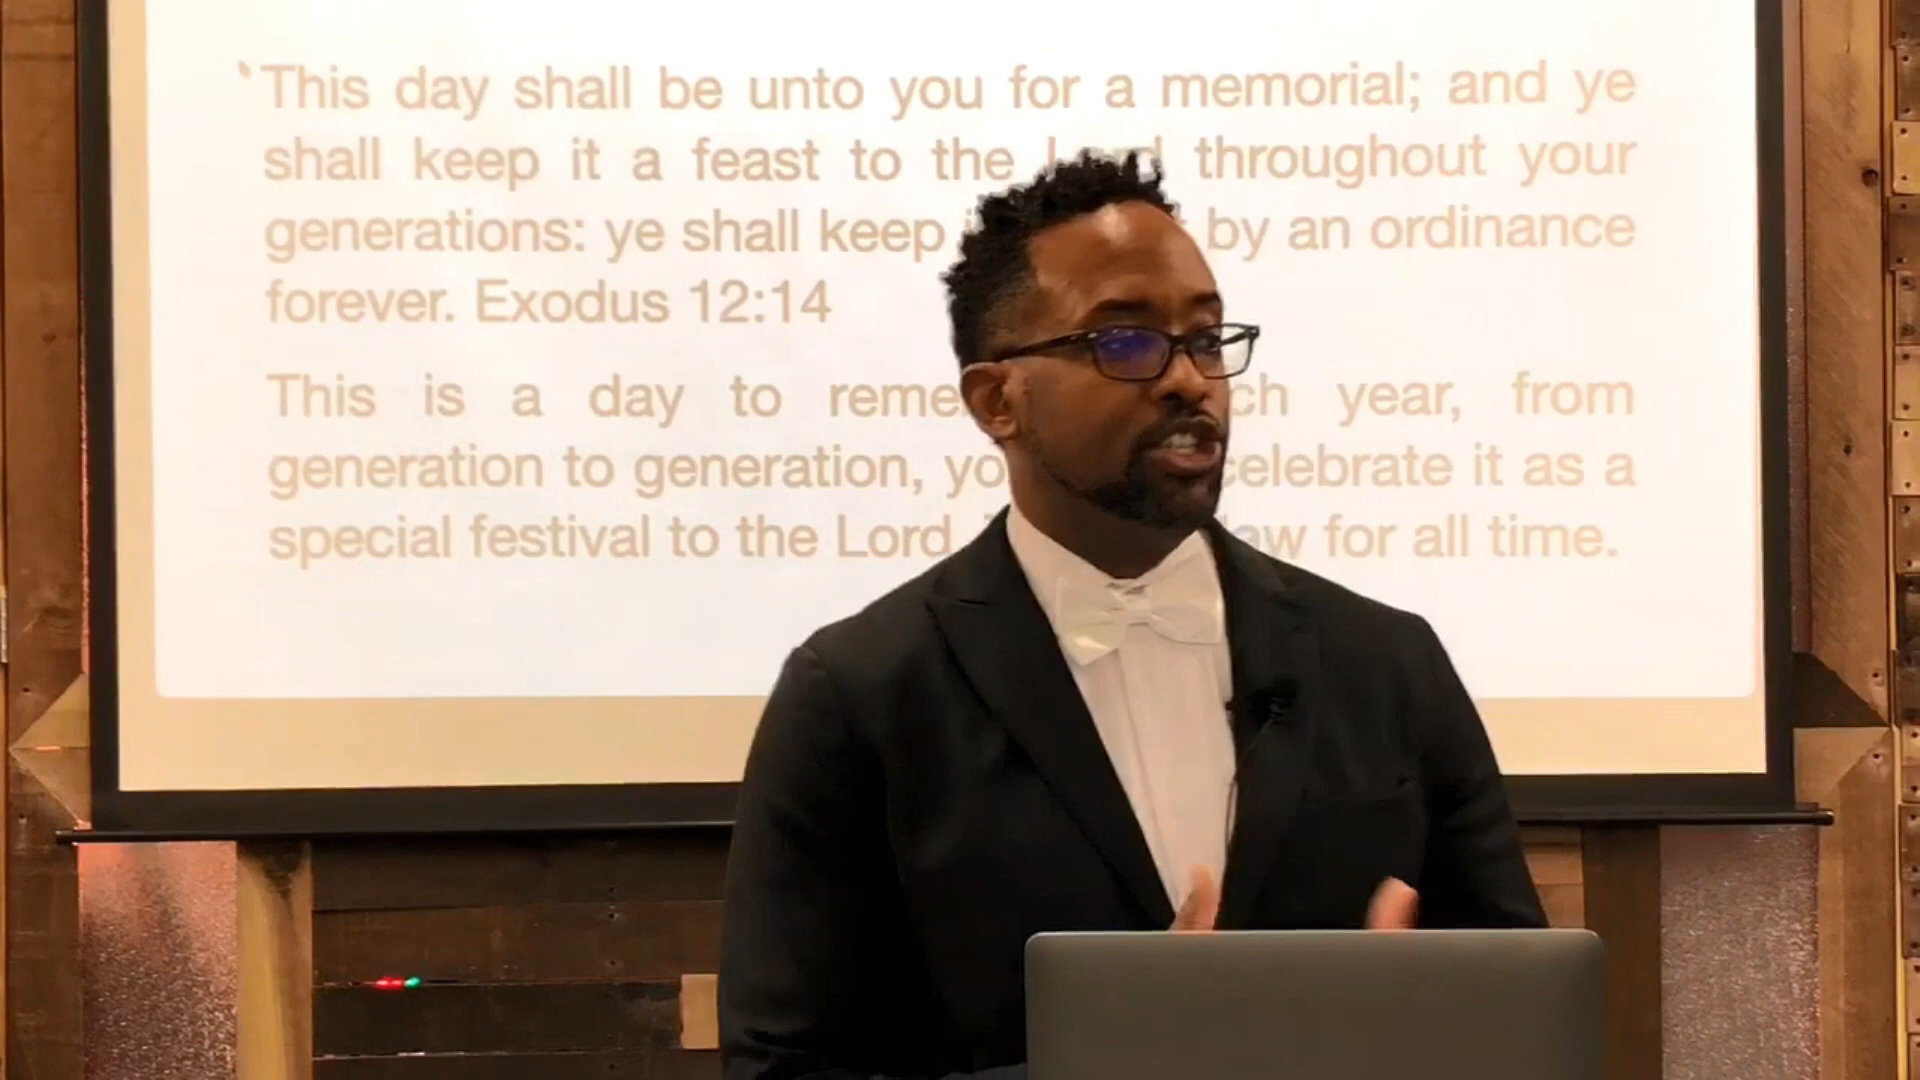 This day shall be unto you for a memorial; and ye
shall keep it a feast to the throughout your
generations: ye shall keep by an ordinance
forever. Exodus 12:14
This is a day to year, from
generation to generation, celebrate it as a
special festival to the Lord for all time.